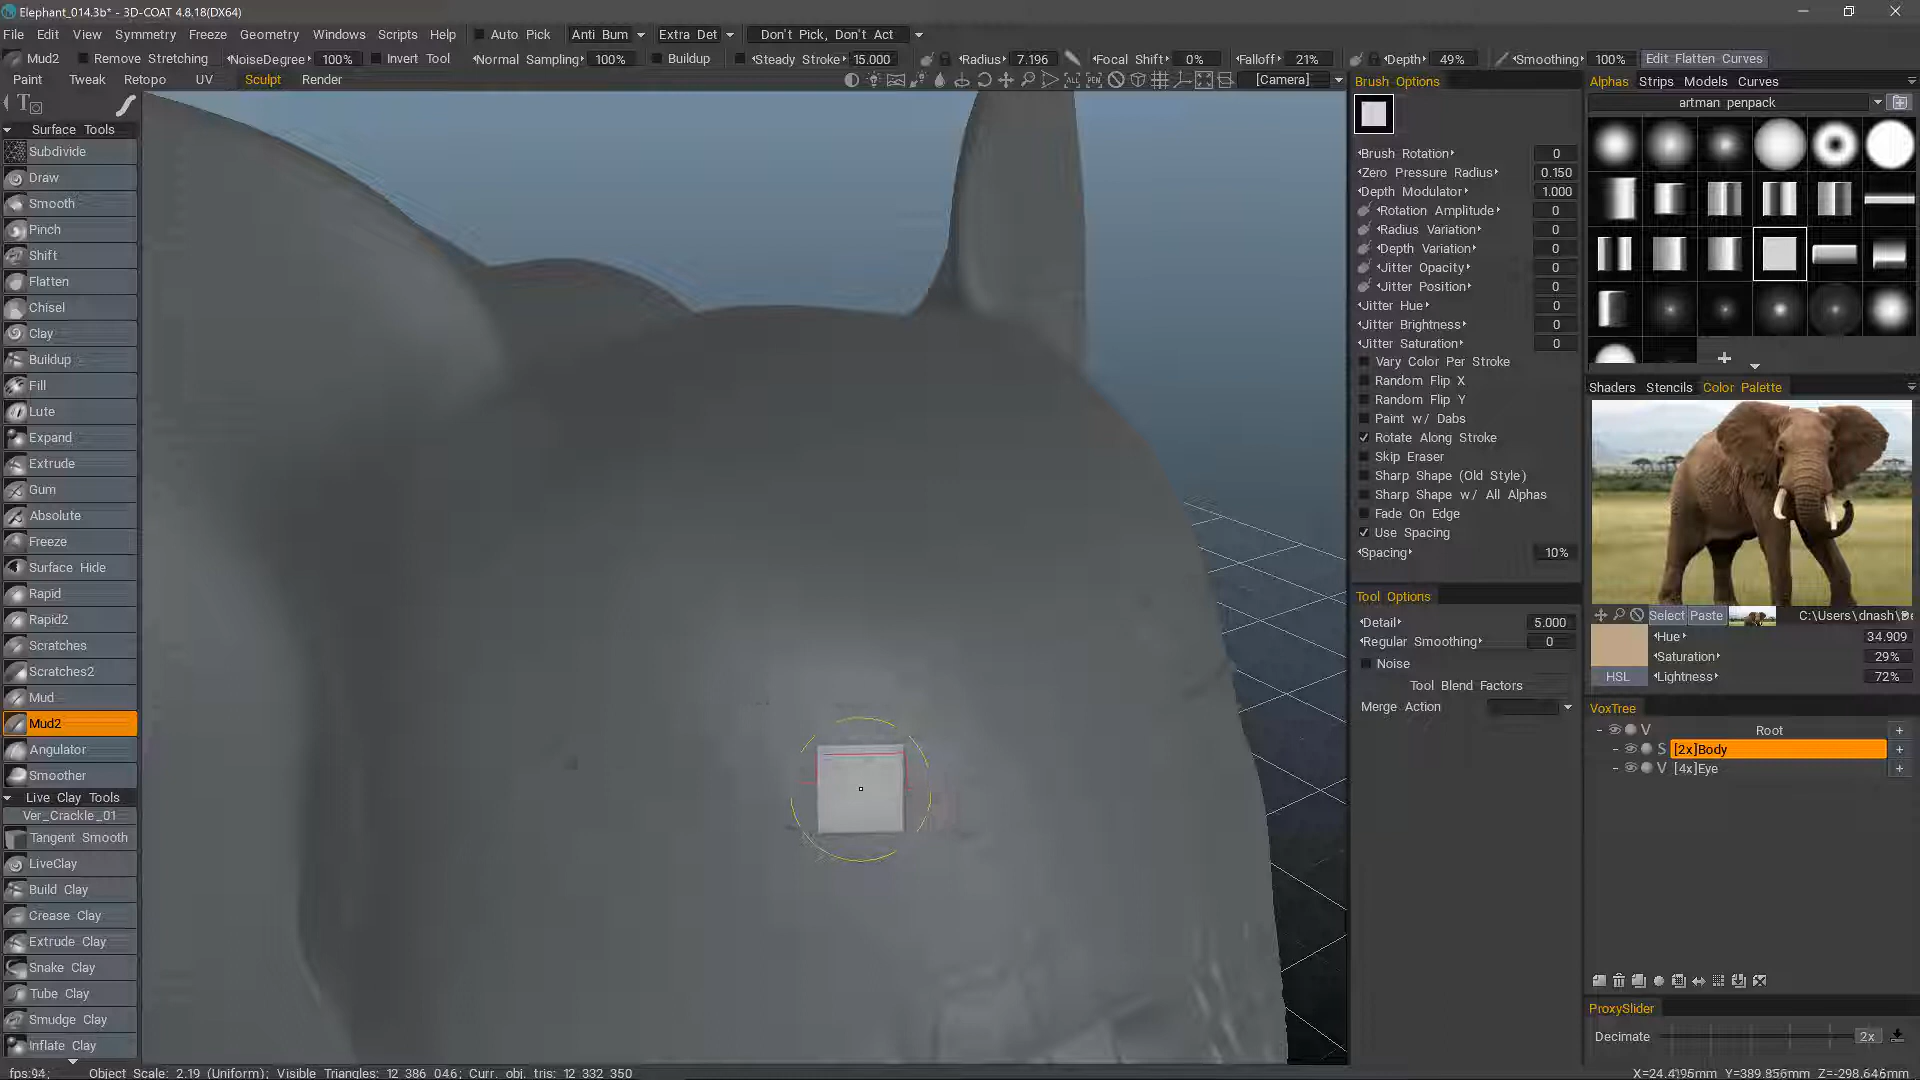 Elephant_014.3b* - 3D-COAT 4.8.18(DX64)
File Edit View Symmetry Freeze Geometry Windows Scripts Help Auto Pick Anti Bum Extra Det Don't Pick, Don't Act
Mud2 Remove Stretching NoiseDegree 100% Invert Tool Normal Sampling 100% Buildup Steady Stroke 15.000 Radius 7.196 Focal Shift 0% Falloff 21% Depth 49% Smoothing 100% Edit Flatten Curves
Paint Tweak Retopo UV Sculpt Render [Camera]
Surface Tools
Subdivide
Draw
Smooth
Pinch
Shift
Flatten
Chisel
Clay
Buildup
Fill
Lute
Expand
Extrude
Gum
Absolute
Freeze
Surface Hide
Rapid
Rapid2
Scratches
Scratches2
Mud
Mud2
Angulator
Smoother
Live Clay Tools
Ver_Crackle_01
Tangent Smooth
LiveClay
Build Clay
Crease Clay
Extrude Clay
Snake Clay
Tube Clay
Smudge Clay
Inflate Clay
Brush Options
Brush Rotation 0
Zero Pressure Radius 0.150
Depth Modulator 1.000
Rotation Amplitude 0
Radius Variation 0
Depth Variation 0
Jitter Opacity 0
Jitter Position 0
Jitter Hue 0
Jitter Brightness 0
Jitter Saturation 0
Vary Color Per Stroke
Random Flip X
Random Flip Y
Paint w/ Dabs
Rotate Along Stroke
Skip Eraser
Sharp Shape (Old Style)
Sharp Shape w/ All Alphas
Fade On Edge
Use Spacing
Spacing 10%
Tool Options
Detail 5.000
Regular Smoothing 0
Noise
Tool Blend Factors
Merge Action
Alphas Strips Models Curves
artman penpack
Shaders Stencils Color Palette
Select Paste C:\Users\dnash\
Hue 34.909
Saturation 29%
HSL Lightness 72%
VoxTree
V Root +
S [2x]Body +
V [4x]Eye +
ProxySlider
Decimate 2x
fps:94; Object Scale: 2.19 (Uniform); Visible Triangles: 12 386 046; Curr. obj. tris: 12 332 350
X=24.4195mm Y=389.856mm Z=-298.646mm